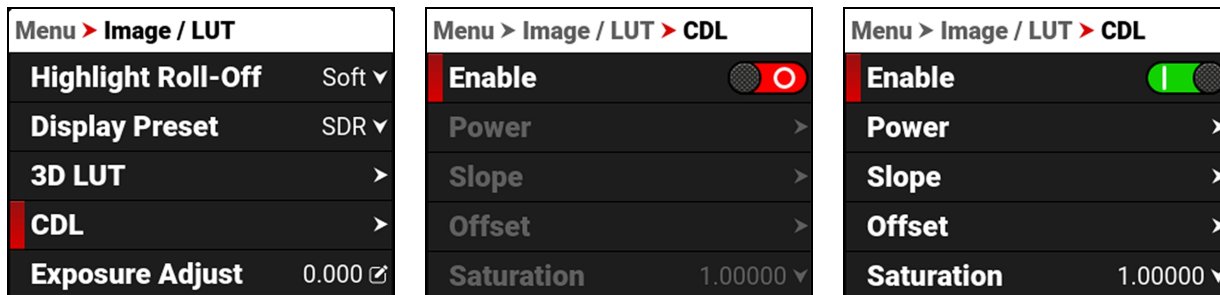 Menu > Image / LUT
Highlight Roll-Off Soft
Display Preset SDR
3D LUT
CDL
Exposure Adjust 0.000
Menu > Image / LUT > CDL
Enable
Power
Slope
Offset
Saturation 1.00000
Menu > Image / LUT > CDL
Enable
Power
Slope
Offset
Saturation 1.00000